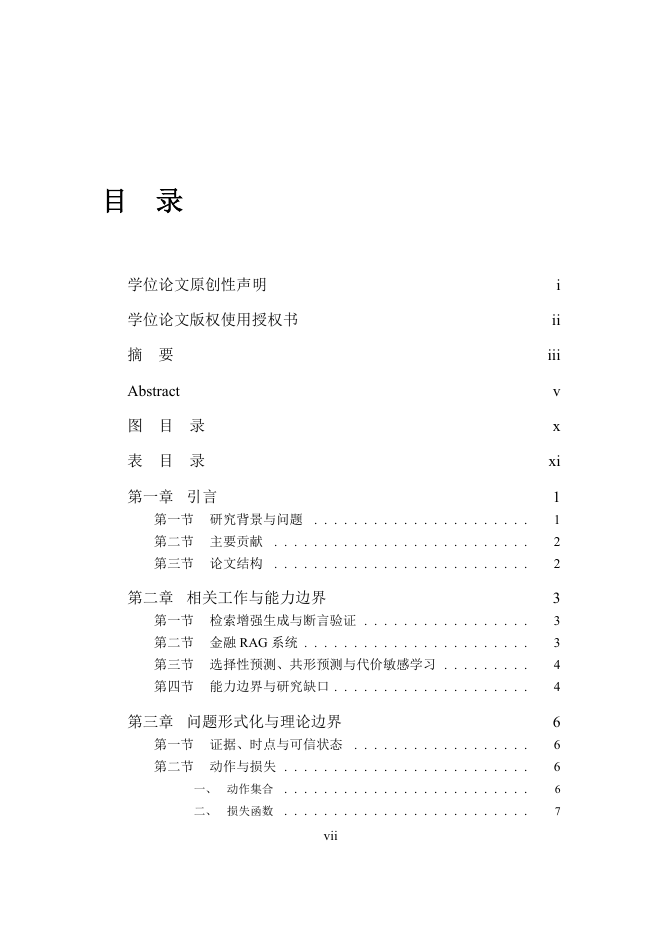 目 录
学位论文原创性声明 i
学位论文版权使用授权书 ii
摘 要 iii
Abstract v
图 目 录 x
表 目 录 xi
第一章 引言 1
第一节 研究背景与问题 . . . . . . . . . . . . . . . . . . . . . . 1
第二节 主要贡献 . . . . . . . . . . . . . . . . . . . . . . . . . . 2
第三节 论文结构 . . . . . . . . . . . . . . . . . . . . . . . . . . 2
第二章 相关工作与能力边界 3
第一节 检索增强生成与断言验证 . . . . . . . . . . . . . . . . . 3
第二节 金融 RAG 系统 . . . . . . . . . . . . . . . . . . . . . . . 3
第三节 选择性预测、共形预测与代价敏感学习 . . . . . . . . . 4
第四节 能力边界与研究缺口 . . . . . . . . . . . . . . . . . . . . 4
第三章 问题形式化与理论边界 6
第一节 证据、时点与可信状态 . . . . . . . . . . . . . . . . . . 6
第二节 动作与损失 . . . . . . . . . . . . . . . . . . . . . . . . . 6
一、 动作集合 . . . . . . . . . . . . . . . . . . . . . . . . . 6
二、 损失函数 . . . . . . . . . . . . . . . . . . . . . . . . . 7
vii